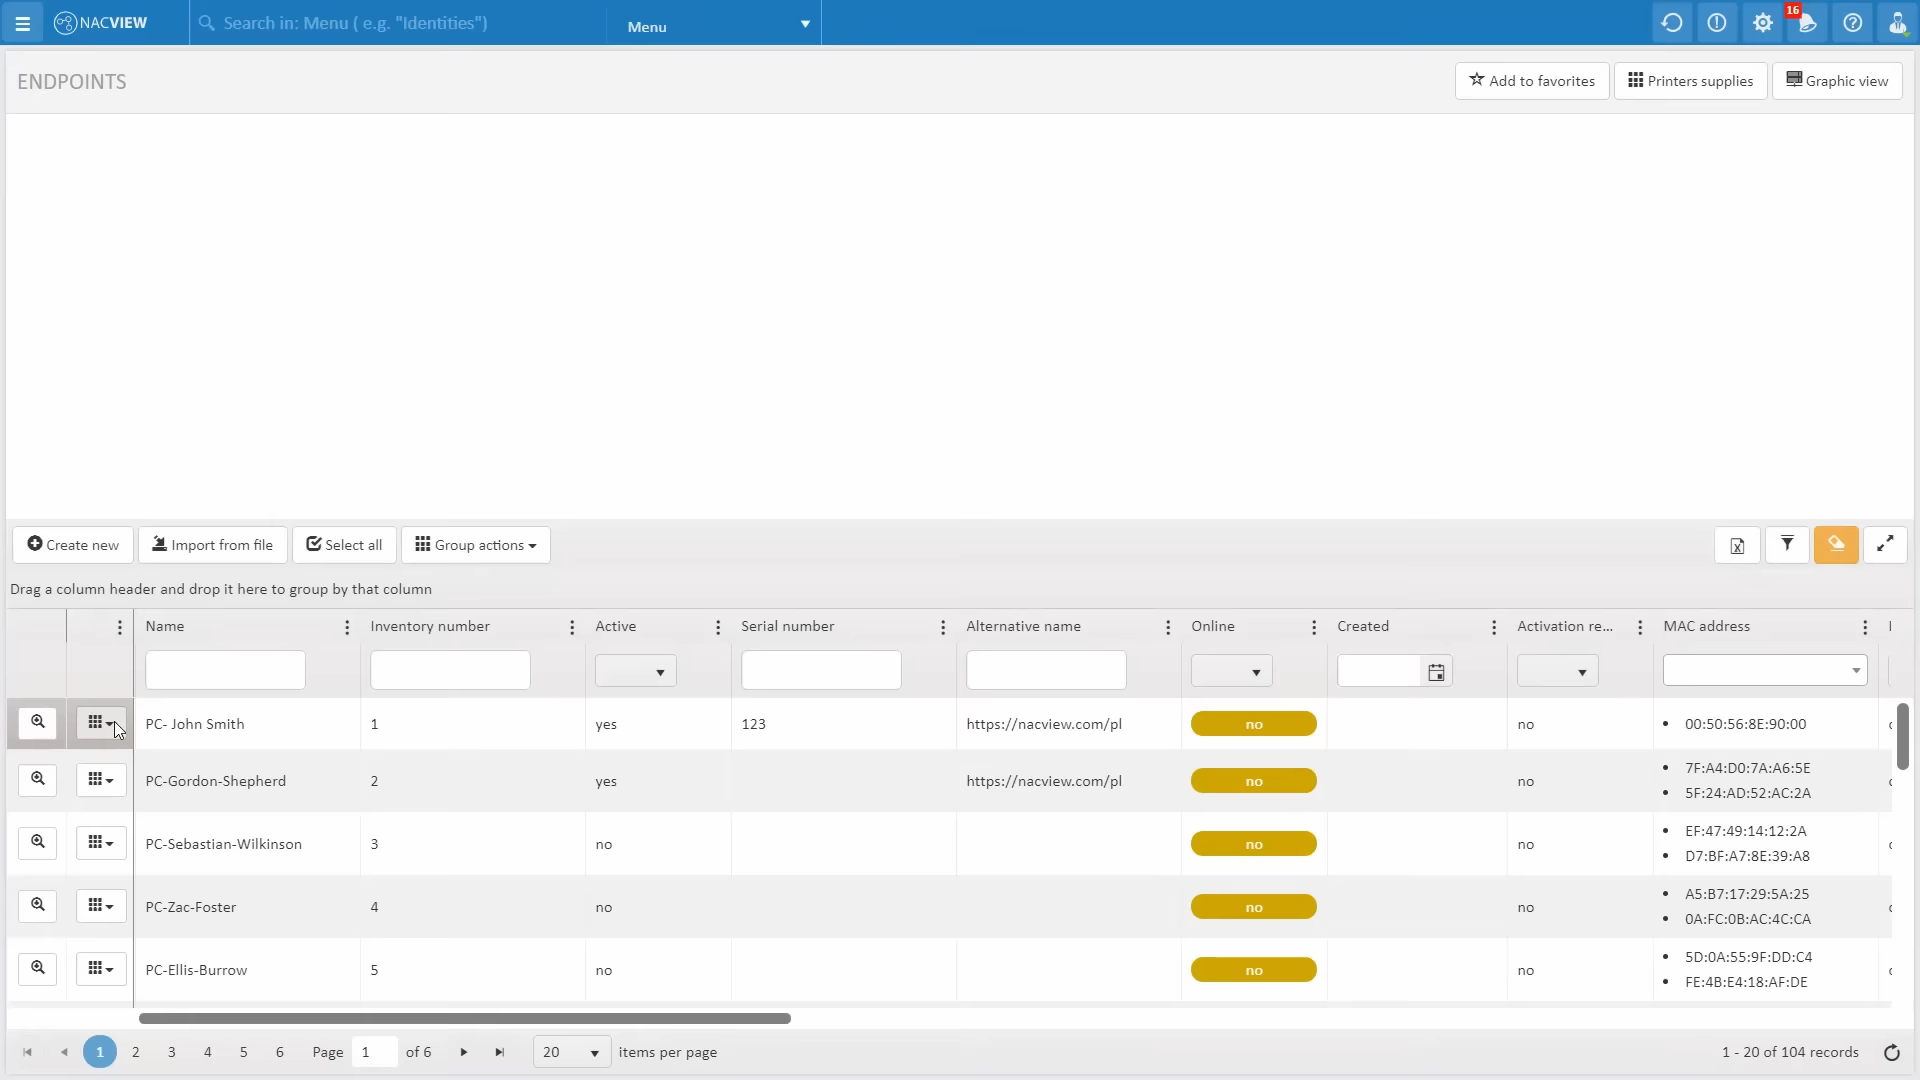 NACVIEW
Search in: Menu ( e.g. "Identities")
Menu
16
ENDPOINTS
Add to favorites
Printers supplies
Graphic view
Create new
Import from file
Select all
Group actions
Drag a column header and drop it here to group by that column
Name
Inventory number
Active
Serial number
Alternative name
Online
Created
Activation re...
MAC address
PC- John Smith
1
yes
123
https://nacview.com/pl
no
no
00:50:56:8E:90:00
PC-Gordon-Shepherd
2
yes
https://nacview.com/pl
no
no
7F:A4:D0:7A:A6:5E
5F:24:AD:52:AC:2A
PC-Sebastian-Wilkinson
3
no
no
no
EF:47:49:14:12:2A
D7:BF:A7:8E:39:A8
PC-Zac-Foster
4
no
no
no
A5:B7:17:29:5A:25
0A:FC:0B:AC:4C:CA
PC-Ellis-Burrow
5
no
no
no
5D:0A:55:9F:DD:C4
FE:4B:E4:18:AF:DE
1 2 3 4 5 6 Page 1 of 6 20 items per page
1 - 20 of 104 records